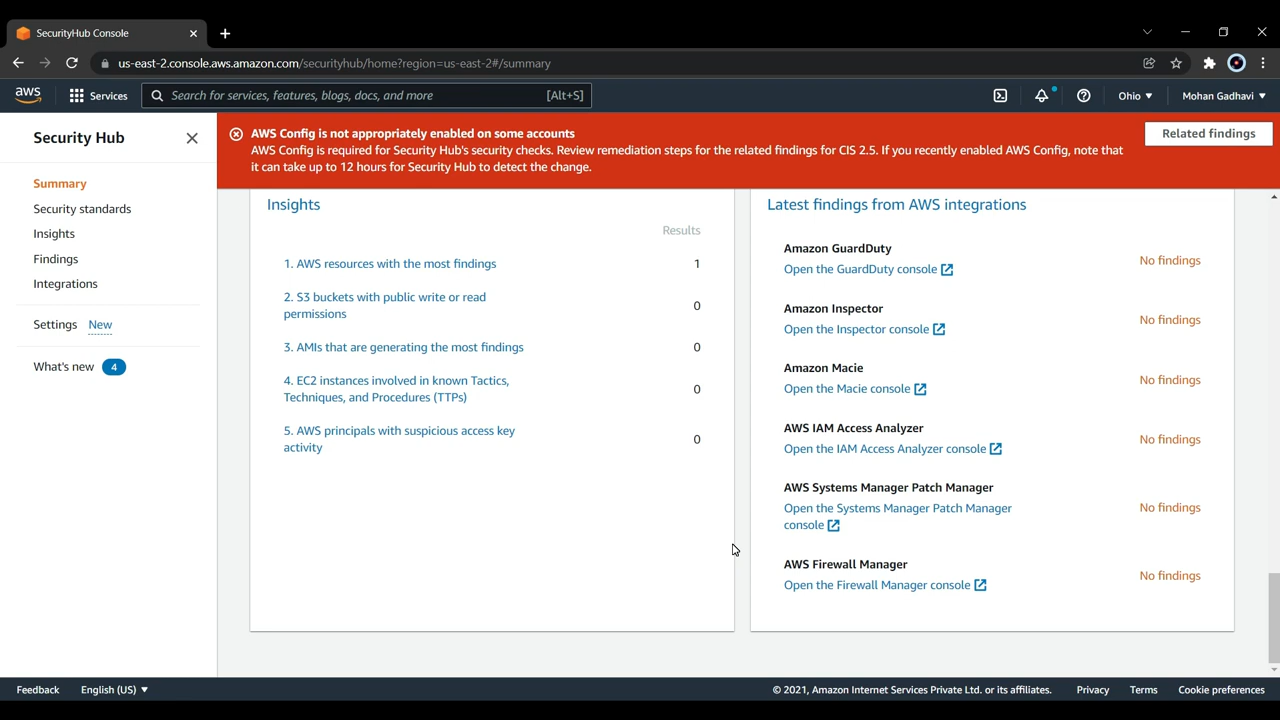 SecurityHub Console
us-east-2.console.aws.amazon.com/securityhub/home?region=us-east-2#/summary
aws
Services
Search for services, features, blogs, docs, and more
[Alt+S]
Ohio
Mohan Gadhavi
Security Hub
Summary
Security standards
Insights
Findings
Integrations
Settings New
What's new 4
AWS Config is not appropriately enabled on some accounts
AWS Config is required for Security Hub's security checks. Review remediation steps for the related findings for CIS 2.5. If you recently enabled AWS Config, note that
it can take up to 12 hours for Security Hub to detect the change.
Related findings
Insights
Results
1. AWS resources with the most findings
1
2. S3 buckets with public write or read
permissions
0
3. AMIs that are generating the most findings
0
4. EC2 instances involved in known Tactics,
Techniques, and Procedures (TTPs)
0
5. AWS principals with suspicious access key
activity
0
Latest findings from AWS integrations
Amazon GuardDuty
Open the GuardDuty console
No findings
Amazon Inspector
Open the Inspector console
No findings
Amazon Macie
Open the Macie console
No findings
AWS IAM Access Analyzer
Open the IAM Access Analyzer console
No findings
AWS Systems Manager Patch Manager
Open the Systems Manager Patch Manager
console
No findings
AWS Firewall Manager
Open the Firewall Manager console
No findings
Feedback
English (US)
© 2021, Amazon Internet Services Private Ltd. or its affiliates.
Privacy
Terms
Cookie preferences